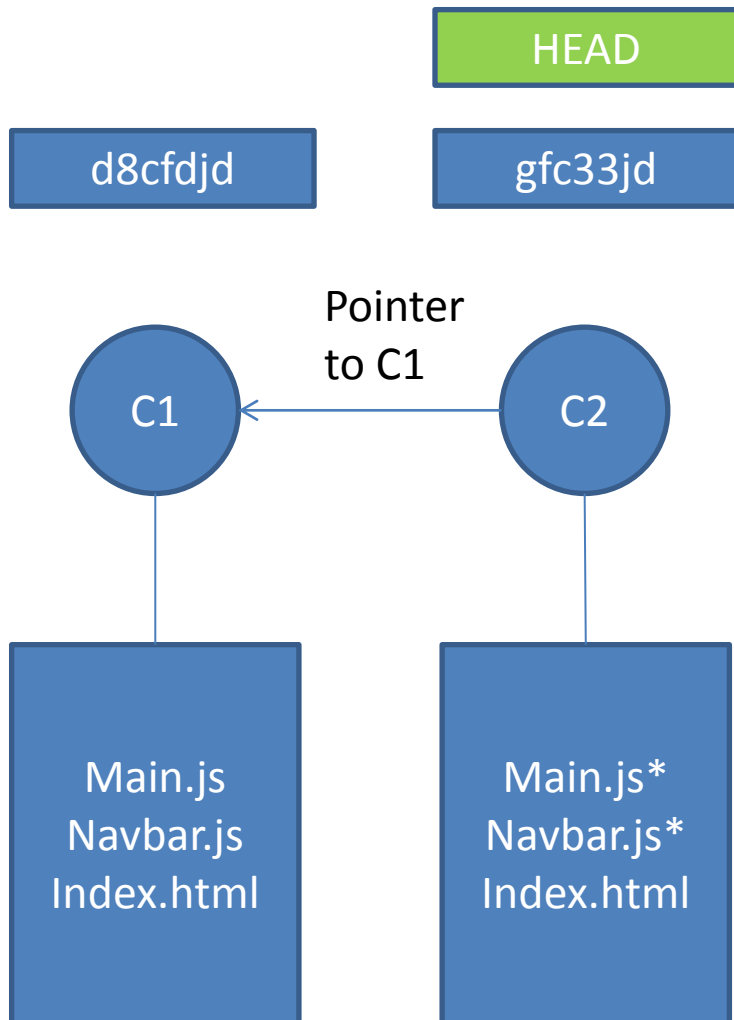 HEAD
d8cfdjd
gfc33jd
Pointer
to C1
C1
C2
Main.js
Navbar.js
Index.html
Main.js*
Navbar.js*
Index.html